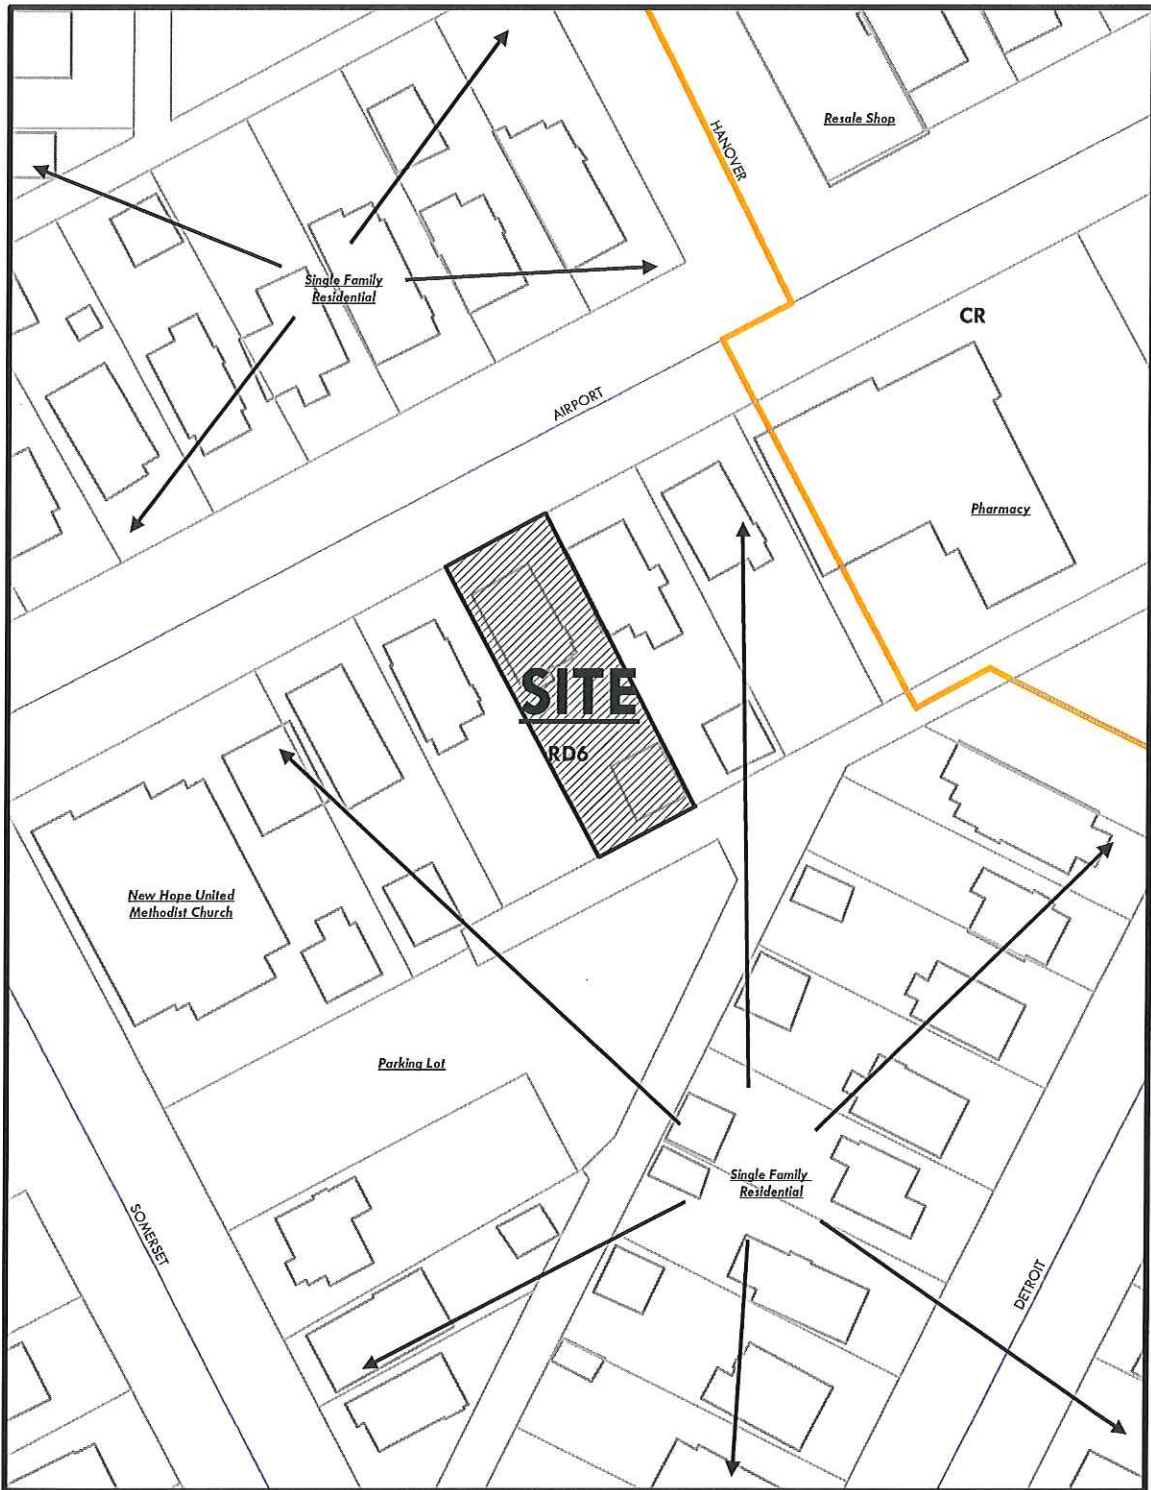 Resale Shop
HANOVER
Single Family
Residential
CR
AIRPORT
Pharmacy
SITE
RD6
New Hope United
Methodist Church
Parking Lot
Single Family
Residential
SOMERSET
DETROIT